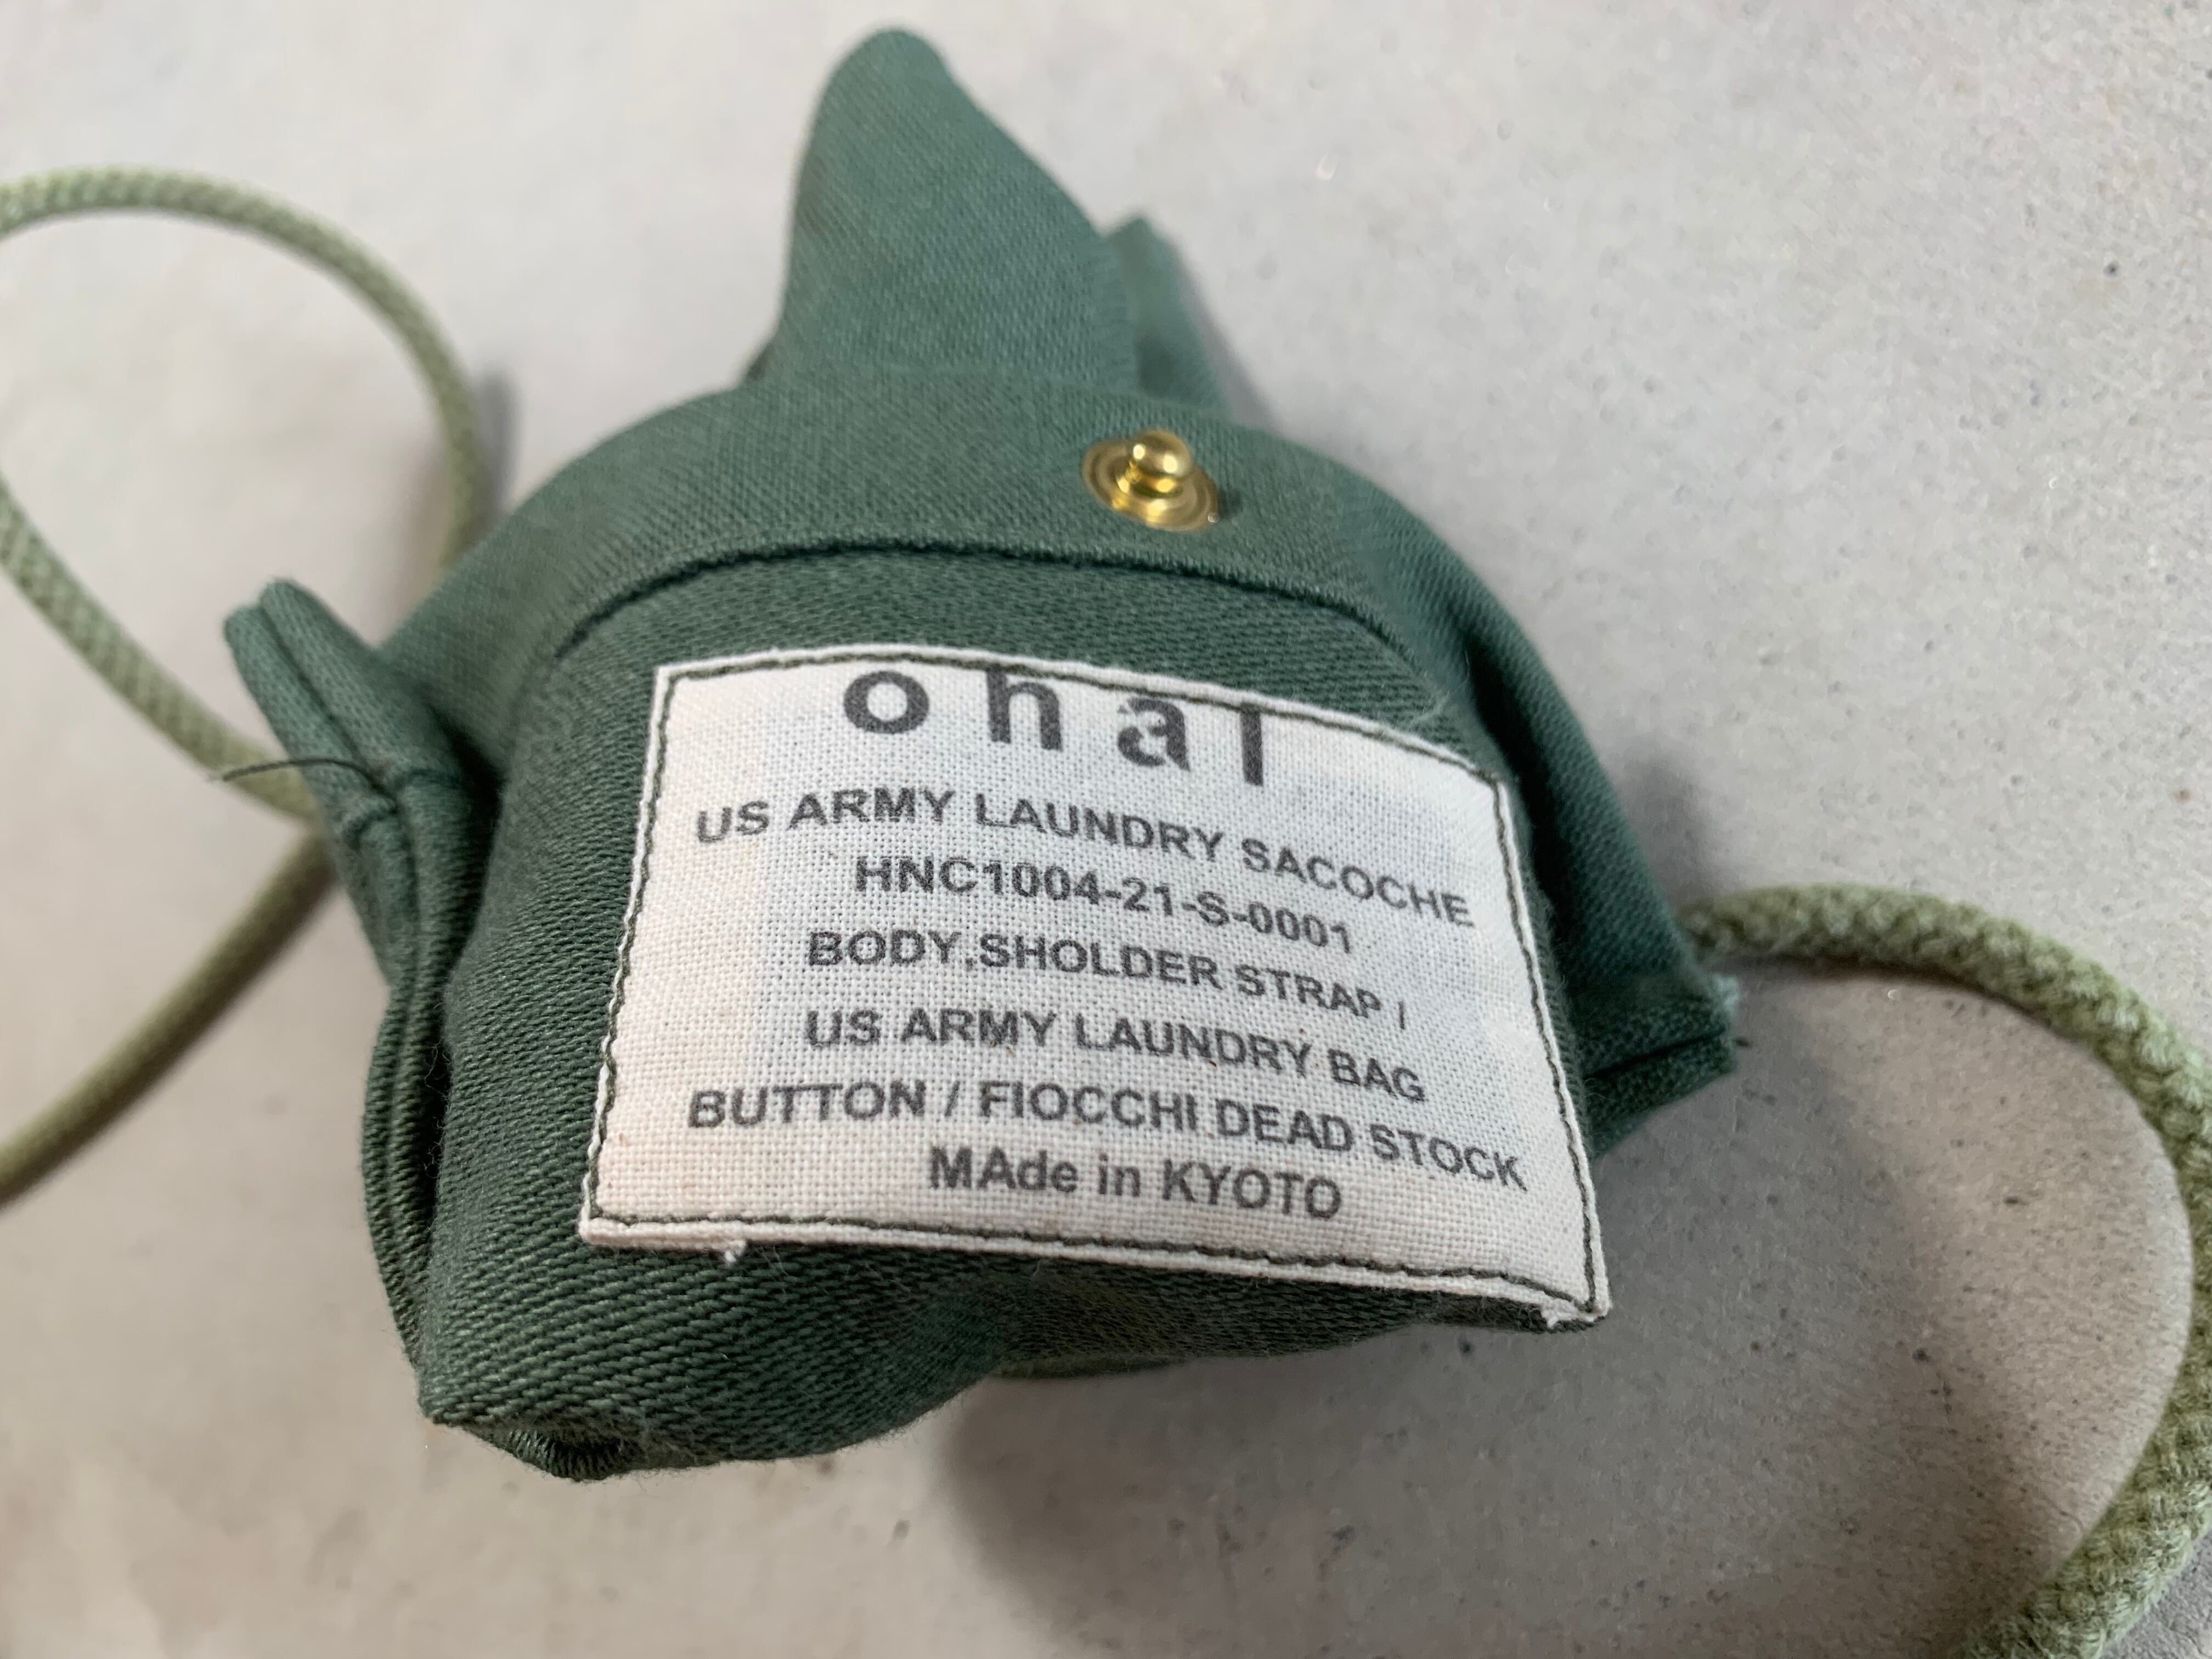 ohal
US ARMY LAUNDRY SACOCHE
HNC1004-21-S-0001
BODY,SHOLDER STRAP /
US ARMY LAUNDRY BAG
BUTTON / FIOCCHI DEAD STOCK
MAde in KYOTO